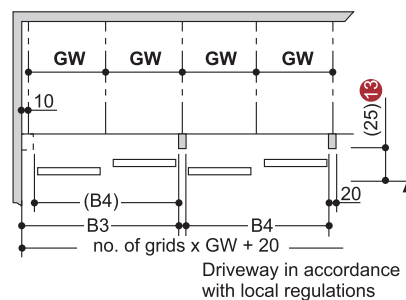 GW GW GW GW
10
(25) 13
(B4)
20
B3 B4
no. of grids x GW + 20
Driveway in accordance
with local regulations